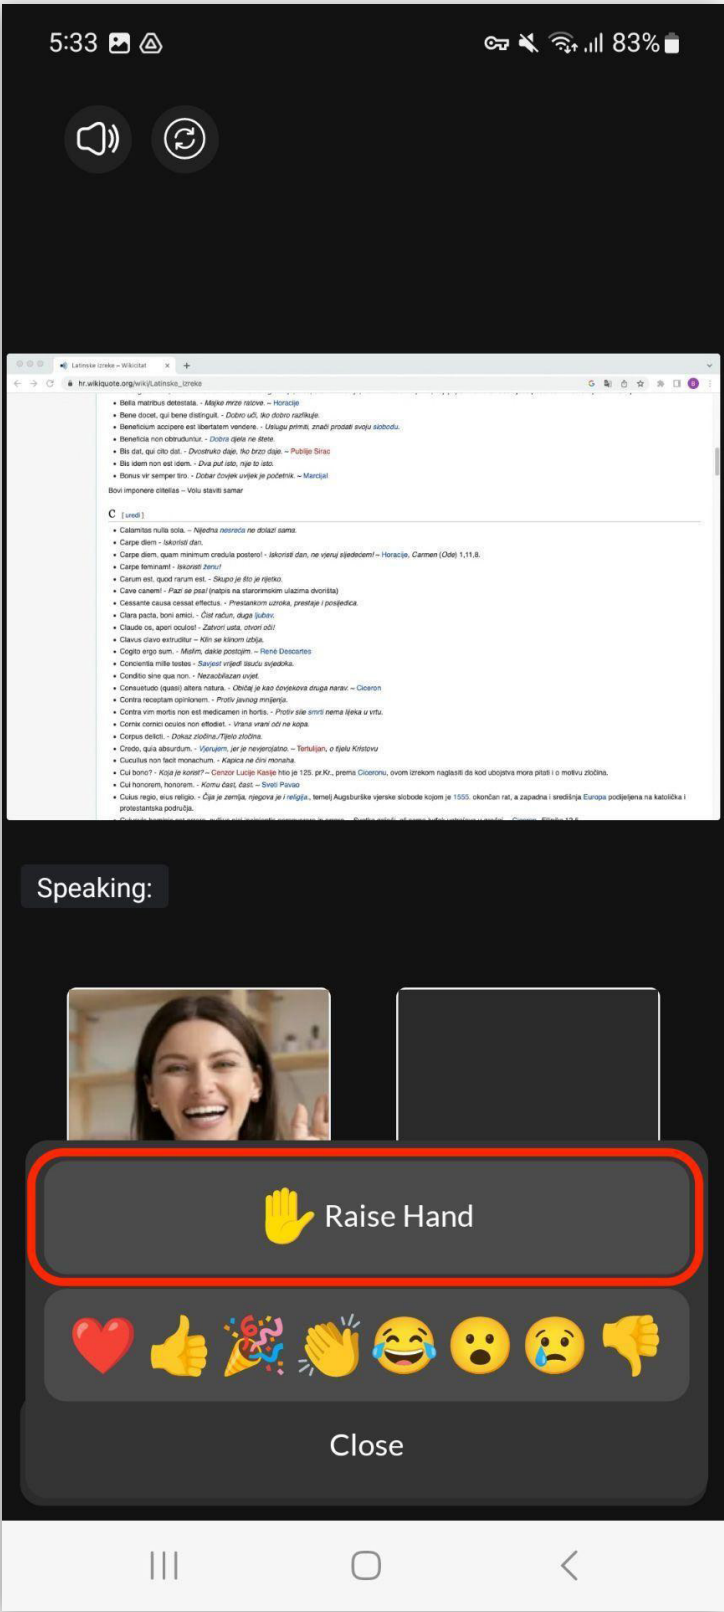 5:33
83%
Latinske izreke – Wikicitat
hr.wikiquote.org/wiki/Latinske_izreke
• Bella matribus detestata. - Majke mrze ratove. ~ Horacije
• Bene docet, qui bene distinguit. - Dobro uči, tko dobro razlikuje.
• Beneficium accipere est libertatem vendere. - Uslugu primiti, znači prodati svoju slobodu.
• Beneficia non obtruduntur. - Dobra djela ne štete.
• Bis dat, qui cito dat. - Dvostruko daje, tko brzo daje. ~ Publije Sirac
• Bis idem non est idem. - Dva put isto, nije to isto.
• Bonus vir semper tiro. - Dobar čovjek uvijek je početnik. ~ Marcijal
Bovi imponere clitellas – Volu staviti samar
C [uredi]
• Calamitas nulla sola. ~ Nijedna nesreća ne dolazi sama.
• Carpe diem - Iskoristi dan.
• Carpe diem, quam minimum credula postero! - Iskoristi dan, ne vjeruj sljedećem! ~ Horacije, Carmen (Ode) 1,11,8.
• Carpe feminam! - Iskoristi ženu!
• Carum est, quod rarum est. - Skupo je što je rijetko.
• Cave canem! - Pazi se psa! (natpis na starorimskim ulazima dvorišta)
• Cessante causa cessat effectus. - Prestankom uzroka, prestaje i posljedica.
• Clara pacta, boni amici. - Čist račun, duga ljubav.
• Claude os, aperi oculos! - Zatvori usta, otvori oči!
• Clavus clavo extruditur ~ Klin se klinom izbija.
• Cogito ergo sum. - Mislim, dakle postojim. ~ René Descartes
• Concientia mille testes - Savjest vrijedi tisuću svjedoka.
• Conditio sine qua non. - Nezaobilazan uvjet.
• Consuetudo (quasi) altera natura. - Običaj je kao čovjekova druga narav. ~ Ciceron
• Contra receptam opinionem. - Protiv javnog mnijenja.
• Contra vim mortis non est medicamen in hortis. - Protiv sile smrti nema lijeka u vrtu.
• Cornix cornici oculos non effodiet. - Vrana vrani oči ne kopa.
• Corpus delicti. - Dokaz zločina./Tijelo zločina.
• Credo, quia absurdum. - Vjerujem, jer je nevjerojatno. ~ Tertulijan, o tijelu Kristovu
• Cucullus non facit monachum. - Kapica ne čini monaha.
• Cui bono? - Koja je korist? ~ Cenzor Lucije Kasije htio je 125. pr.Kr., prema Ciceronu, ovom izrekom naglasiti da kod ubojstva mora pitati i o motivu zločina.
• Cui honorem, honorem. - Komu čast, čast. ~ Sveti Pavao
• Cuius regio, eius religio. - Čija je zemlja, njegova je i religija., temelj Augsburške vjerske slobode kojom je 1555. okončan rat, a zapadna i središnja Europa podijeljena na katolička i
protestantska područja.
Speaking:
Raise Hand
Close